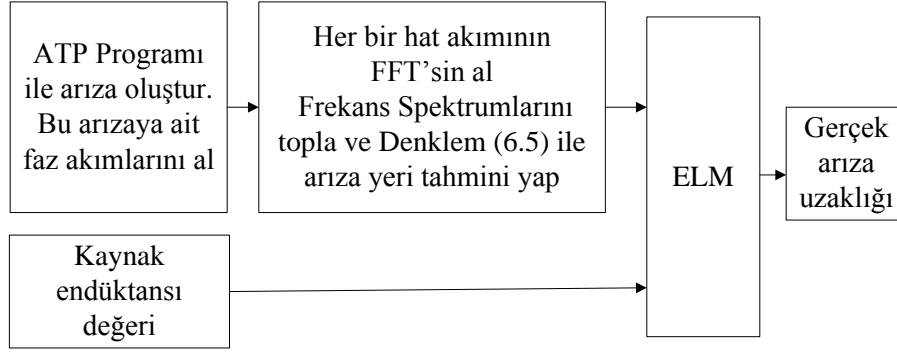 ATP Programı
ile arıza oluştur.
Bu arızaya ait
faz akımlarını al
Her bir hat akımının
FFT’sin al
Frekans Spektrumlarını
topla ve Denklem (6.5) ile
arıza yeri tahmini yap
ELM
Gerçek
arıza
uzaklığı
Kaynak
endüktansı
değeri